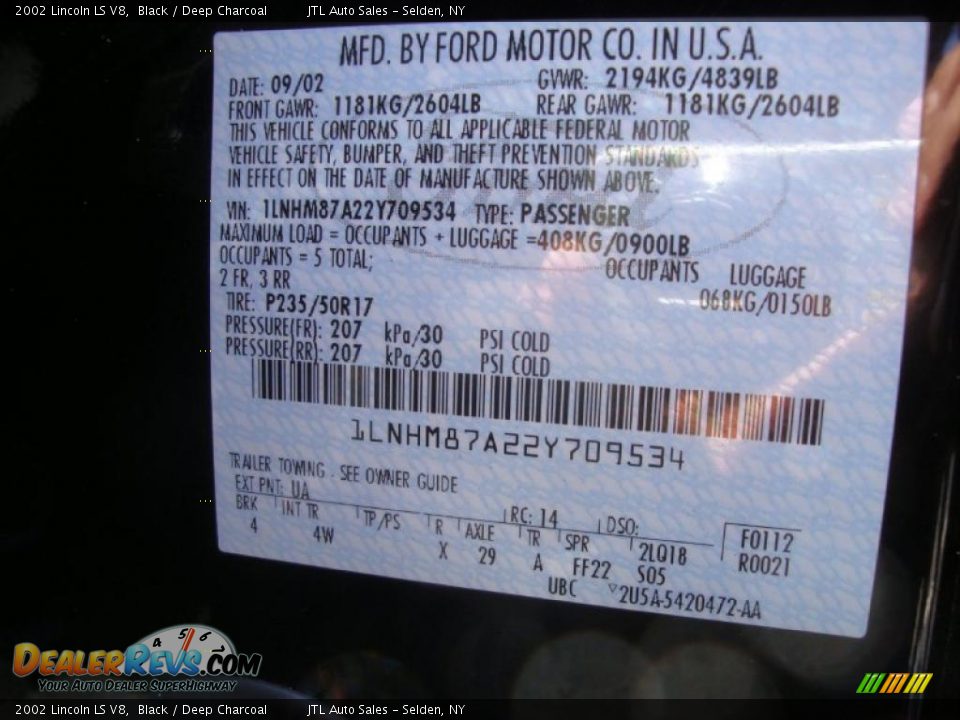 2002 Lincoln LS V8, Black / Deep Charcoal JTL Auto Sales - Selden, NY
MFD. BY FORD MOTOR CO. IN U.S.A.
DATE: 09/02 GVWR: 2194KG/4839LB
FRONT GAWR: 1181KG/2604LB REAR GAWR: 1181KG/2604LB
THIS VEHICLE CONFORMS TO ALL APPLICABLE FEDERAL MOTOR
VEHICLE SAFETY, BUMPER, AND THEFT PREVENTION STANDARDS
IN EFFECT ON THE DATE OF MANUFACTURE SHOWN ABOVE.
VIN: 1LNHM87A22Y709534 TYPE: PASSENGER
MAXIMUM LOAD = OCCUPANTS + LUGGAGE =408KG/0900LB
OCCUPANTS = 5 TOTAL; OCCUPANTS LUGGAGE
2 FR, 3 RR 068KG/0150LB
TIRE: P235/50R17
PRESSURE(FR): 207 kPa/30 PSI COLD
PRESSURE(RR): 207 kPa/30 PSI COLD
1LNHM87A22Y709534
TRAILER TOWING - SEE OWNER GUIDE
EXT PNT: UA RC: 14 DSO: F0112
BRK INT TR TP/PS R AXLE TR SPR 2LQ18 R0021
4 4W X 29 A FF22 S05
UBC 2U5A-5420472-AA
4 5 6
DEALERREVS.COM
YOUR AUTO DEALER SUPERHIGHWAY
2002 Lincoln LS V8, Black / Deep Charcoal JTL Auto Sales - Selden, NY